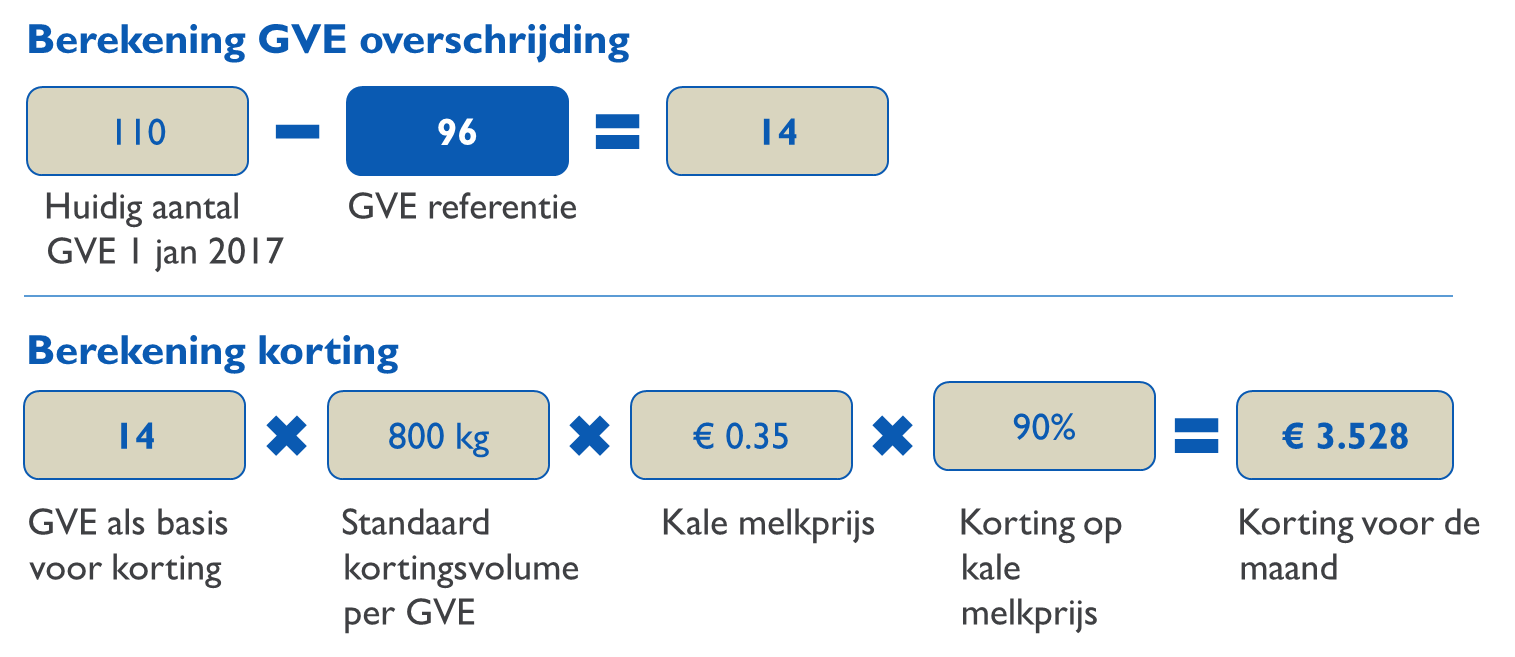 Berekening GVE overschrijding
110 – 96 = 14
Huidig aantal GVE referentie
GVE 1 jan 2017
Berekening korting
14 ✖ 800 kg ✖ € 0.35 ✖ 90% = € 3.528
GVE als basis
voor korting
Standaard
kortingsvolume
per GVE
Kale melkprijs
Korting op
kale
melkprijs
Korting voor de
maand